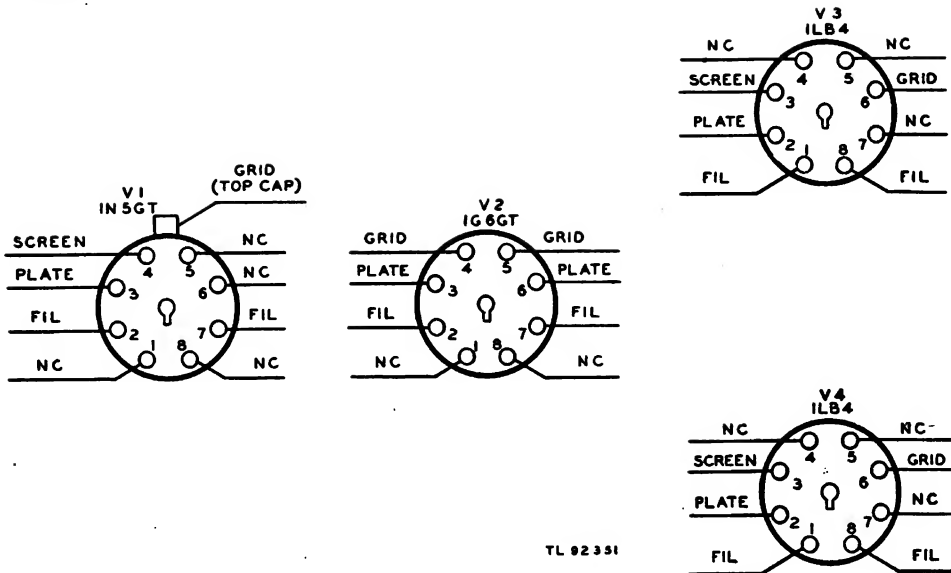 V 3
1LB4
NC
NC
4
5
SCREEN
GRID
3
6
PLATE
NC
2
7
1
8
FIL
FIL
GRID
(TOP CAP)
V 1
1N5GT
SCREEN
NC
4
5
PLATE
NC
3
6
FIL
FIL
2
7
1
8
NC
NC
V 2
1G6GT
GRID
GRID
4
5
PLATE
PLATE
3
6
FIL
FIL
2
7
1
8
NC
NC
V4
1LB4
NC
NC
4
5
SCREEN
GRID
3
6
PLATE
NC
2
7
1
8
FIL
FIL
TL 92351